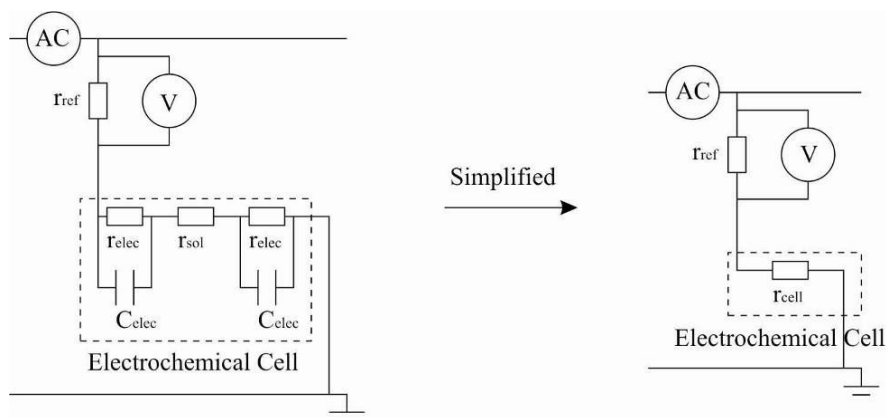 AC
r_ref
V
r_elec
r_sol
r_elec
C_elec
C_elec
Electrochemical Cell
Simplified
AC
r_ref
V
r_cell
Electrochemical Cell